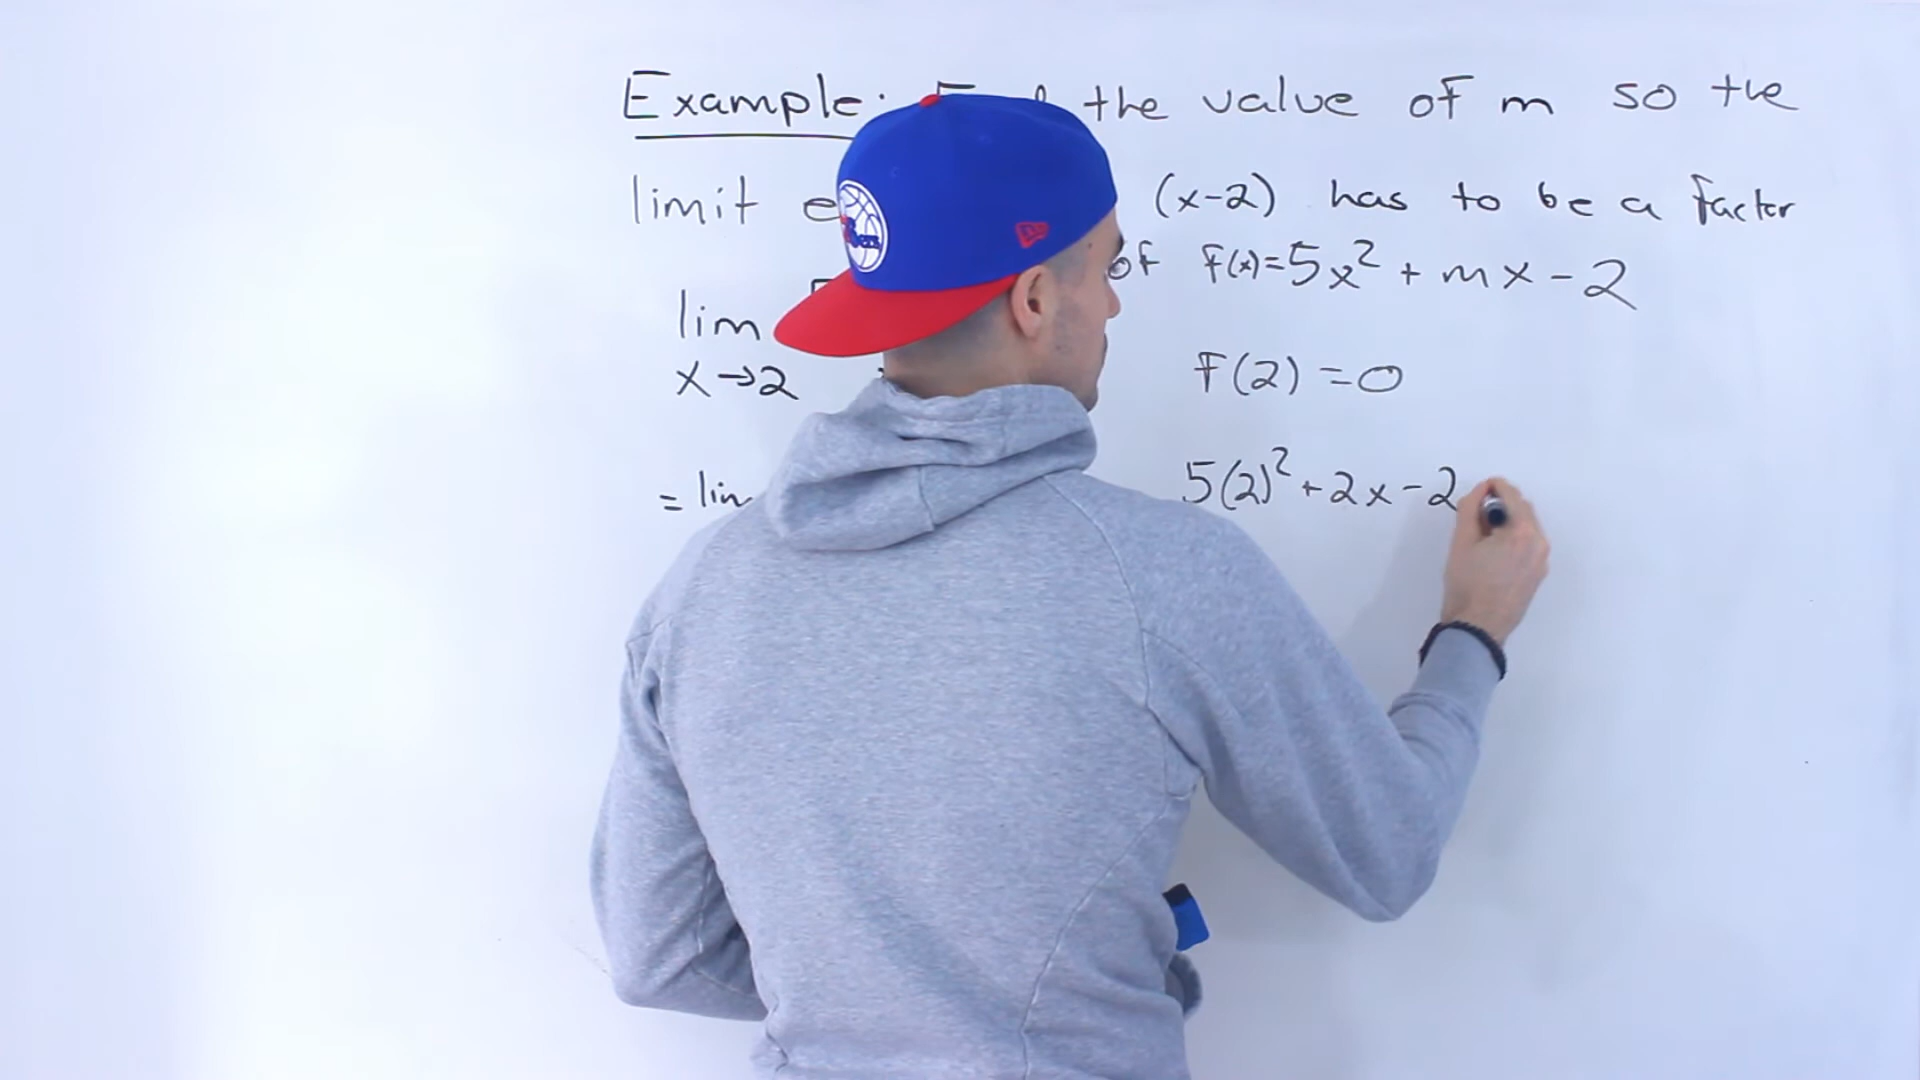 Example: the value of m so the
limit (x-2) has to be a factor
of f(x)=5x² + mx - 2
lim
x→2
f(2) = 0
= lim
5(2)² + 2x - 2